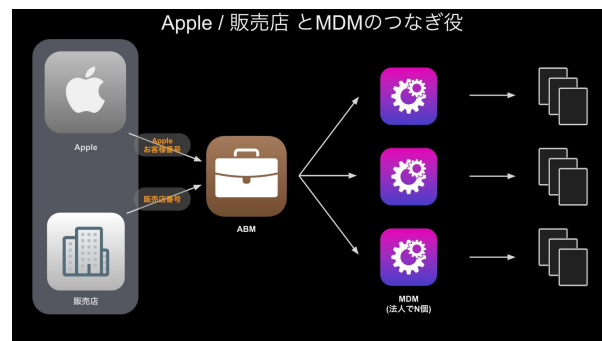 Apple / 販売店 とMDMのつなぎ役
Apple
Apple
お客様番号
販売店番号
ABM
販売店
MDM
(法人でN個)